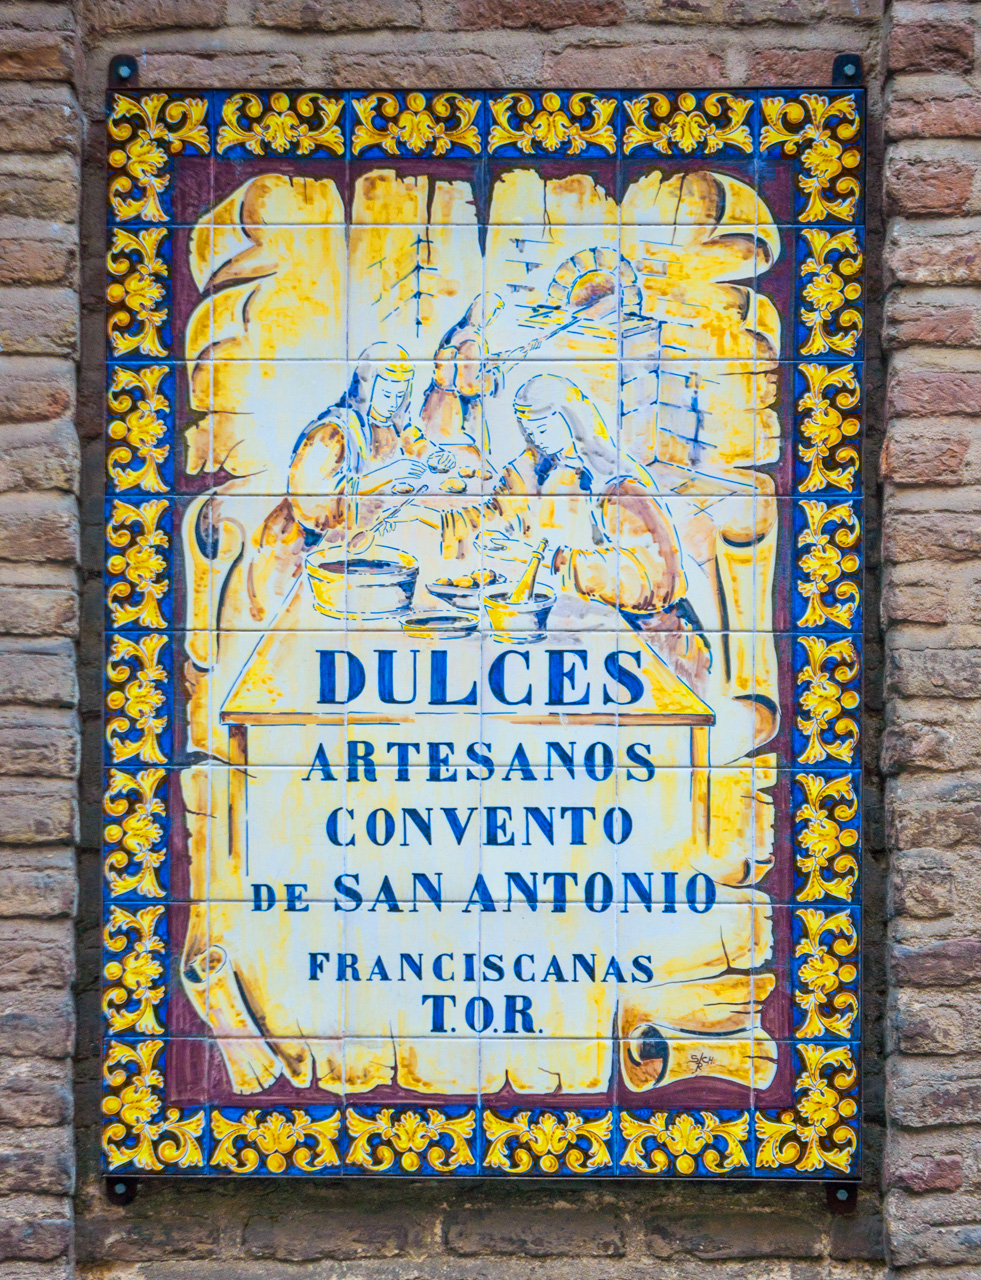 DULCES
ARTESANOS
CONVENTO
DE SAN ANTONIO
FRANCISCANAS
T.O.R.